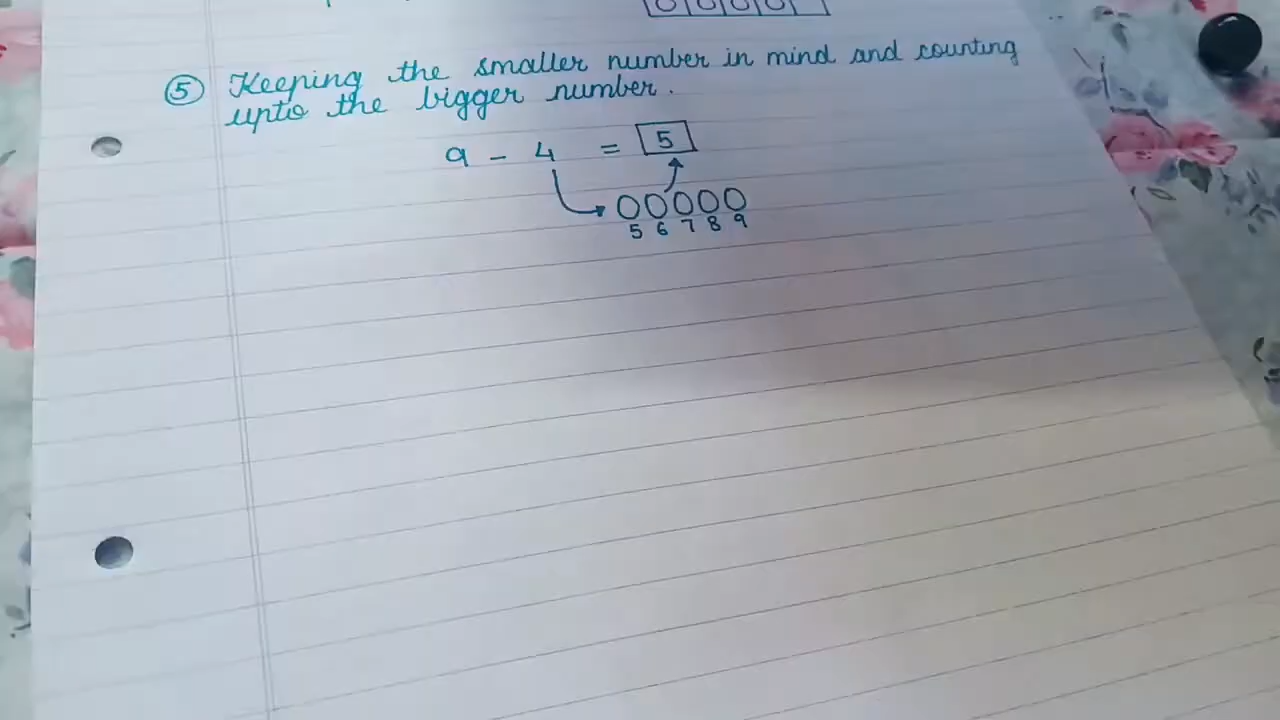 ⑤ Keeping the smaller number in mind and counting
upto the bigger number.
9 - 4 = 5
5 6 7 8 9